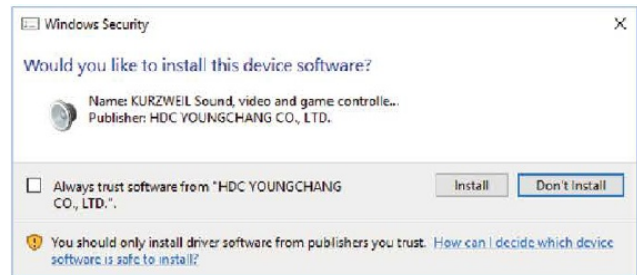 Windows Security
Would you like to install this device software?
Name: KURZWEIL Sound, video and game controlle...
Publisher: HDC YOUNGCHANG CO., LTD.
Always trust software from "HDC YOUNGCHANG
CO., LTD.".
Install
Don't Install
You should only install driver software from publishers you trust. How can I decide which device
software is safe to install?